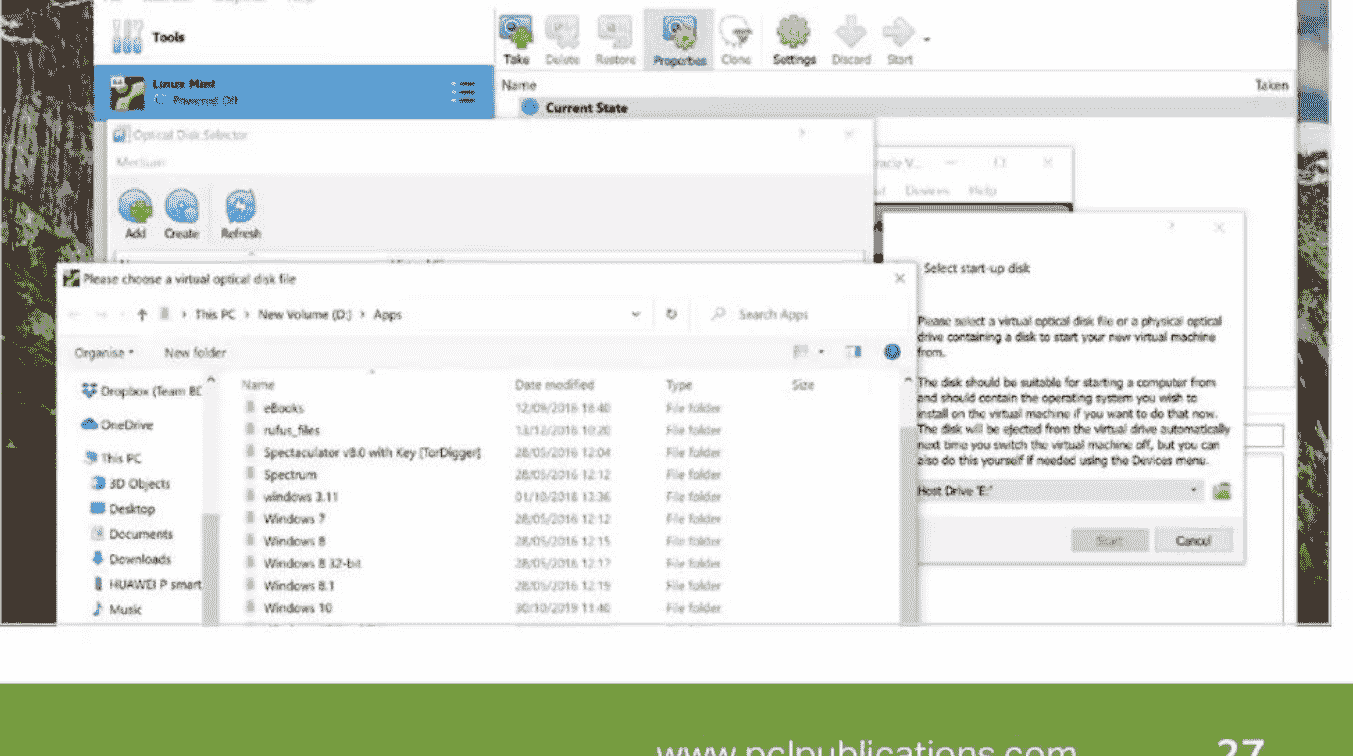 Tools
Take Delete Restore Properties Clone Settings Discard Start
Linux Mint
Powered Off
Name Taken
Current State
Optical Disk Selector
Medium
Devices Help
Add Create Refresh
Select start-up disk
Please choose a virtual optical disk file
This PC > New Volume (D:) > Apps
Search Apps
Please select a virtual optical disk file or a physical optical
drive containing a disk to start your new virtual machine
from.
Organise New folder
The disk should be suitable for starting a computer from
and should contain the operating system you wish to
install on the virtual machine if you want to do that now.
The disk will be ejected from the virtual drive automatically
next time you switch the virtual machine off, but you can
also do this yourself if needed using the Devices menu.
Host Drive 'E:'
Start Cancel
Dropbox (Team BD
OneDrive
This PC
3D Objects
Desktop
Documents
Downloads
HUAWEI P smart
Music
Name Date modified Type Size
eBooks 12/09/2016 18:40 File folder
rufus_files 13/12/2016 10:20 File folder
Spectaculator v8.0 with Key [TorDigger] 28/05/2016 12:04 File folder
Spectrum 28/05/2016 12:12 File folder
windows 3.11 01/10/2018 12:36 File folder
Windows 7 28/05/2016 12:12 File folder
Windows 8 28/05/2016 12:15 File folder
Windows 8 32-bit 28/05/2016 12:17 File folder
Windows 8.1 28/05/2016 12:19 File folder
Windows 10 30/10/2019 11:40 File folder
www.pclpublications.com 27